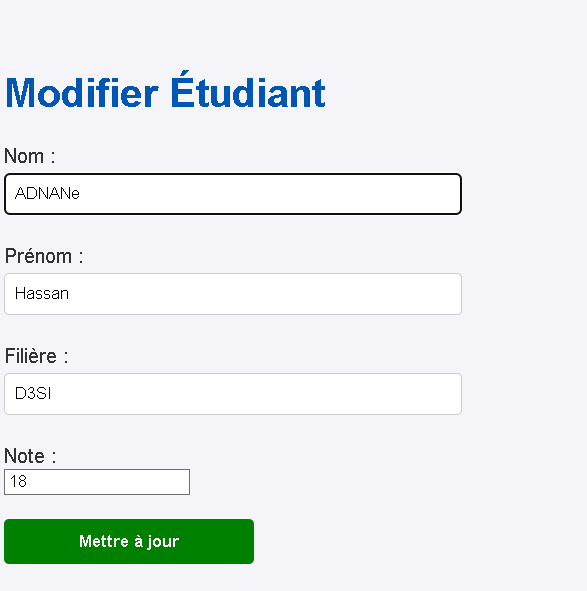 Modifier Étudiant
Nom :
ADNANe
Prénom :
Hassan
Filière :
D3SI
Note :
18
Mettre à jour